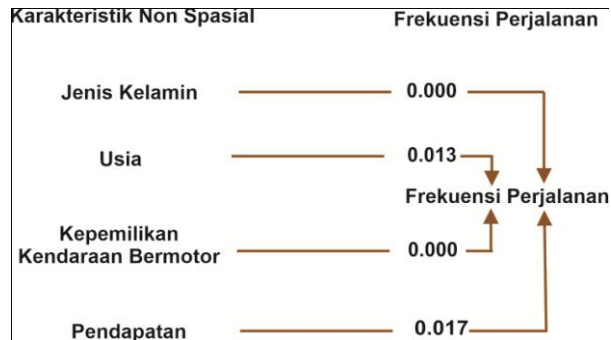 Karakteristik Non Spasial Frekuensi Perjalanan
Jenis Kelamin 0.000
Usia 0.013
Frekuensi Perjalanan
Kepemilikan
Kendaraan Bermotor 0.000
Pendapatan 0.017